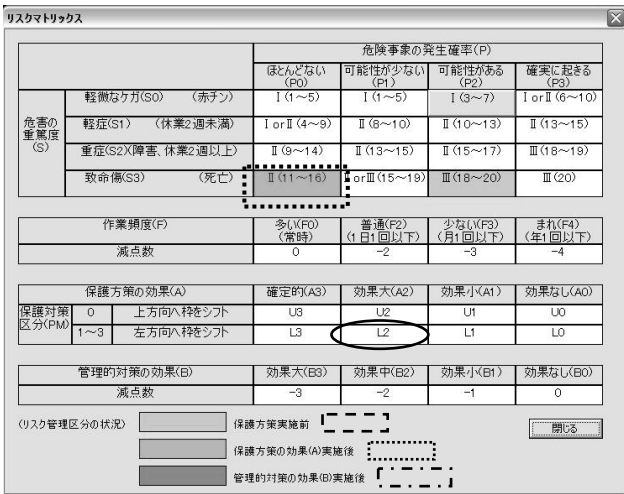 リスクマトリックス
危険事象の発生確率(P)
ほとんどない(P0) 可能性が少ない(P1) 可能性がある(P2) 確実に起きる(P3)
危害の重篤度(S)
軽微なケガ(S0) (赤チン) Ⅰ(1～5) Ⅰ(1～5) Ⅰ(3～7) ⅠorⅡ(6～10)
軽症(S1) (休業2週未満) ⅠorⅡ(4～9) Ⅱ(8～10) Ⅱ(10～13) Ⅱ(13～15)
重症(S2)(障害、休業2週以上) Ⅱ(9～14) Ⅱ(13～15) Ⅱ(15～17) Ⅲ(18～19)
致命傷(S3) (死亡) Ⅱ(11～16) ⅡorⅢ(15～19) Ⅲ(18～20) Ⅲ(20)
作業頻度(F) 多い(F0)(常時) 普通(F2)(1日1回以下) 少ない(F3)(月1回以下) まれ(F4)(年1回以下)
減点数 0 -2 -3 -4
保護方策の効果(A) 確定的(A3) 効果大(A2) 効果小(A1) 効果なし(A0)
保護対策区分(PM) 0 上方向へ枠をシフト U3 U2 U1 U0
1～3 左方向へ枠をシフト L3 L2 L1 L0
管理的対策の効果(B) 効果大(B3) 効果中(B2) 効果小(B1) 効果なし(B0)
減点数 -3 -2 -1 0
(リスク管理区分の状況) 保護方策実施前 閉じる
保護方策の効果(A)実施後
管理的対策の効果(B)実施後